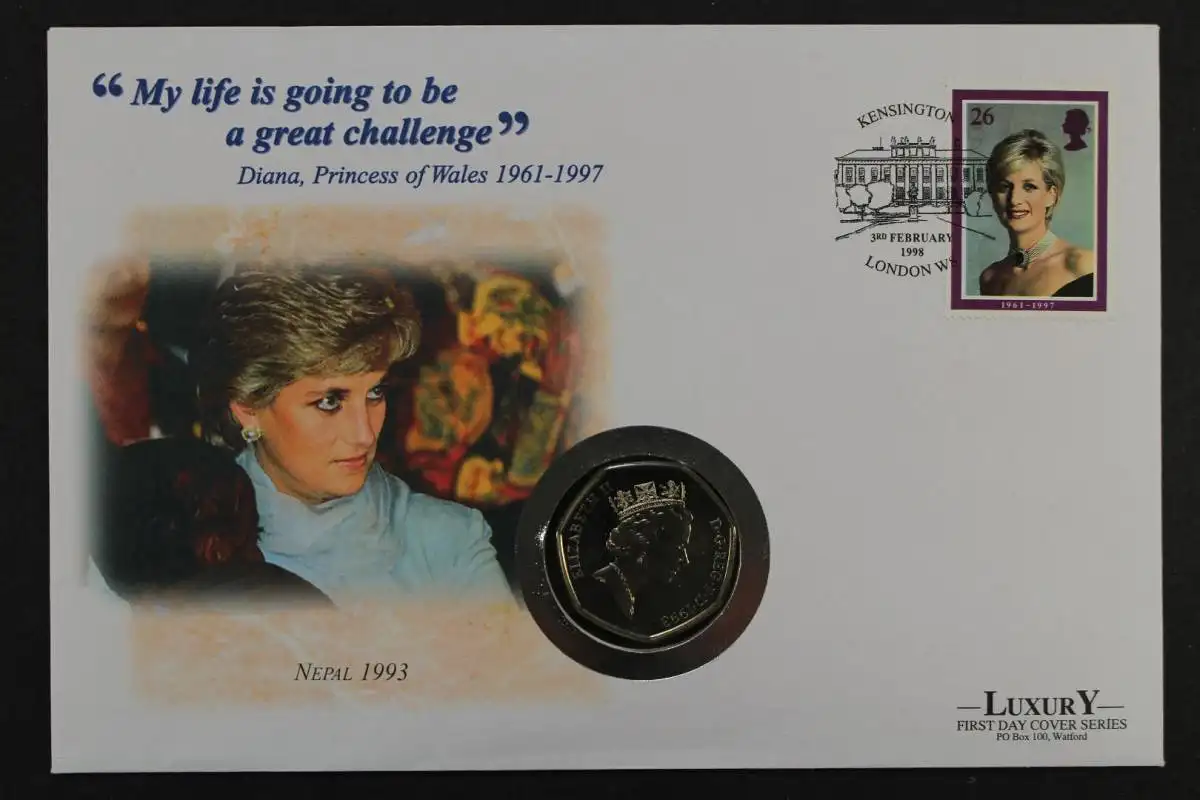 “ My life is going to be
a great challenge ”
Diana, Princess of Wales 1961-1997
KENSINGTON
3RD FEBRUARY
1998
LONDON W8
26
1961-1997
ELIZABETH II
D·G·REG·F·D·1993
NEPAL 1993
—LUXURY—
FIRST DAY COVER SERIES
PO Box 100, Watford